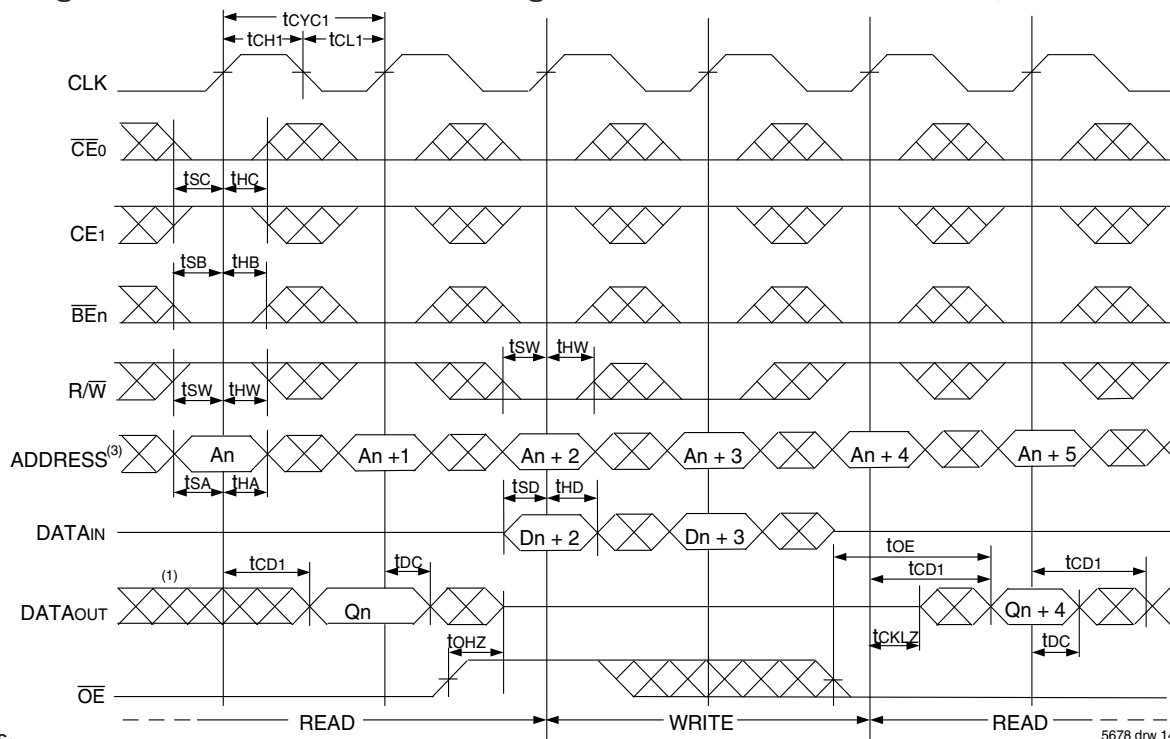 tCYC1
tCH1 tCL1
CLK
CE0
tSC tHC
CE1
tSB tHB
BEn
tSW tHW
R/W
tSW tHW
ADDRESS(3) An An +1 An + 2 An + 3 An + 4 An + 5
tSA tHA
tSD tHD
DATAIN Dn + 2 Dn + 3
tOE
tCD1 tDC tCD1 tCD1
(1)
DATAOUT Qn Qn + 4
tCKLZ tDC
tOHZ
OE
READ WRITE READ
5678 drw 14